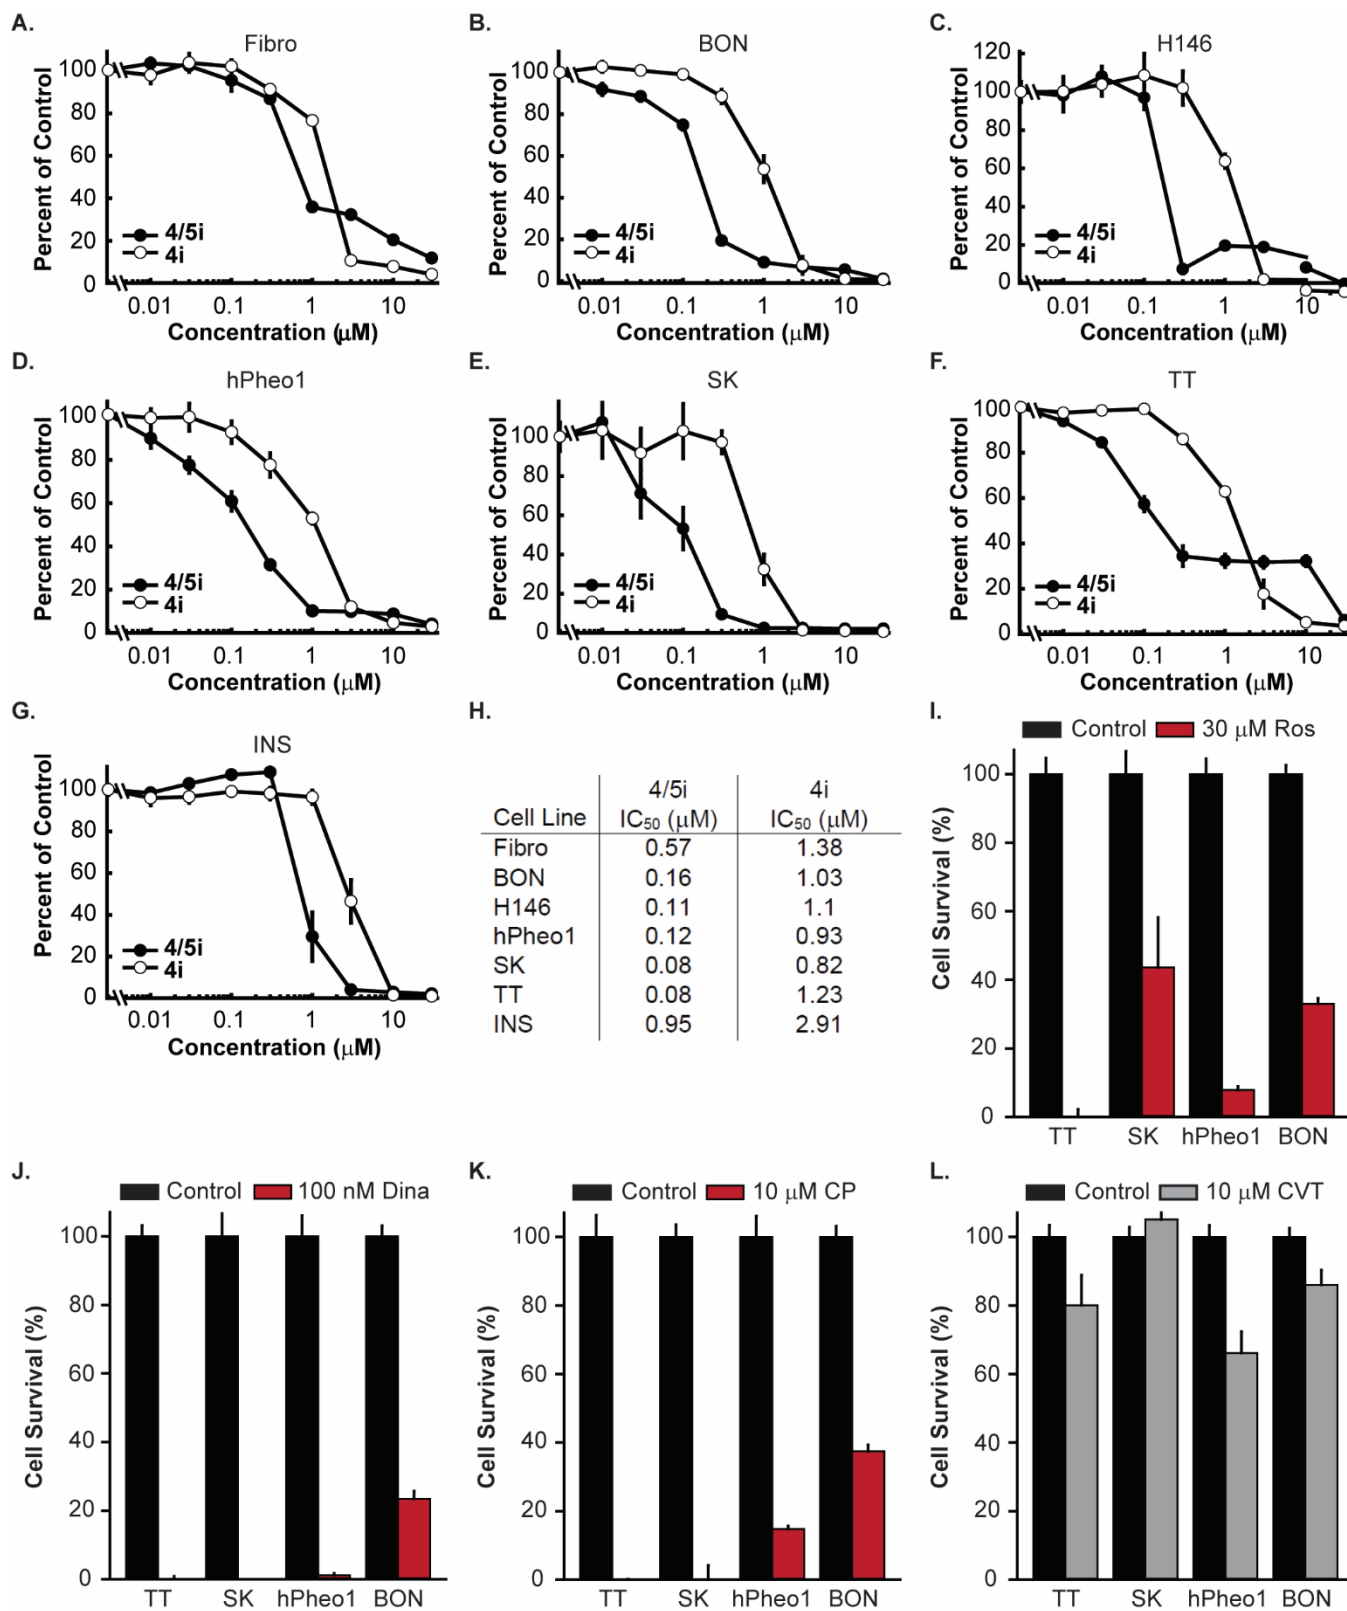 A.
Fibro
Percent of Control
100
80
60
40
20
0
4/5i
4i
0.01 0.1 1 10
Concentration (μM)
B.
BON
Percent of Control
100
80
60
40
20
0
4/5i
4i
0.01 0.1 1 10
Concentration (μM)
C.
H146
Percent of Control
120
100
80
60
40
20
0
4/5i
4i
0.01 0.1 1 10
Concentration (μM)
D.
hPheo1
Percent of Control
100
80
60
40
20
0
4/5i
4i
0.01 0.1 1 10
Concentration (μM)
E.
SK
Percent of Control
100
80
60
40
20
0
4/5i
4i
0.01 0.1 1 10
Concentration (μM)
F.
TT
Percent of Control
100
80
60
40
20
0
4/5i
4i
0.01 0.1 1 10
Concentration (μM)
G.
INS
Percent of Control
100
80
60
40
20
0
4/5i
4i
0.01 0.1 1 10
Concentration (μM)
H.
4/5i 4i
Cell Line IC50 (μM) IC50 (μM)
Fibro 0.57 1.38
BON 0.16 1.03
H146 0.11 1.1
hPheo1 0.12 0.93
SK 0.08 0.82
TT 0.08 1.23
INS 0.95 2.91
I.
Control 30 μM Ros
Cell Survival (%)
100
80
60
40
20
0
TT SK hPheo1 BON
J.
Control 100 nM Dina
Cell Survival (%)
100
80
60
40
20
0
TT SK hPheo1 BON
K.
Control 10 μM CP
Cell Survival (%)
100
80
60
40
20
0
TT SK hPheo1 BON
L.
Control 10 μM CVT
Cell Survival (%)
100
80
60
40
20
0
TT SK hPheo1 BON